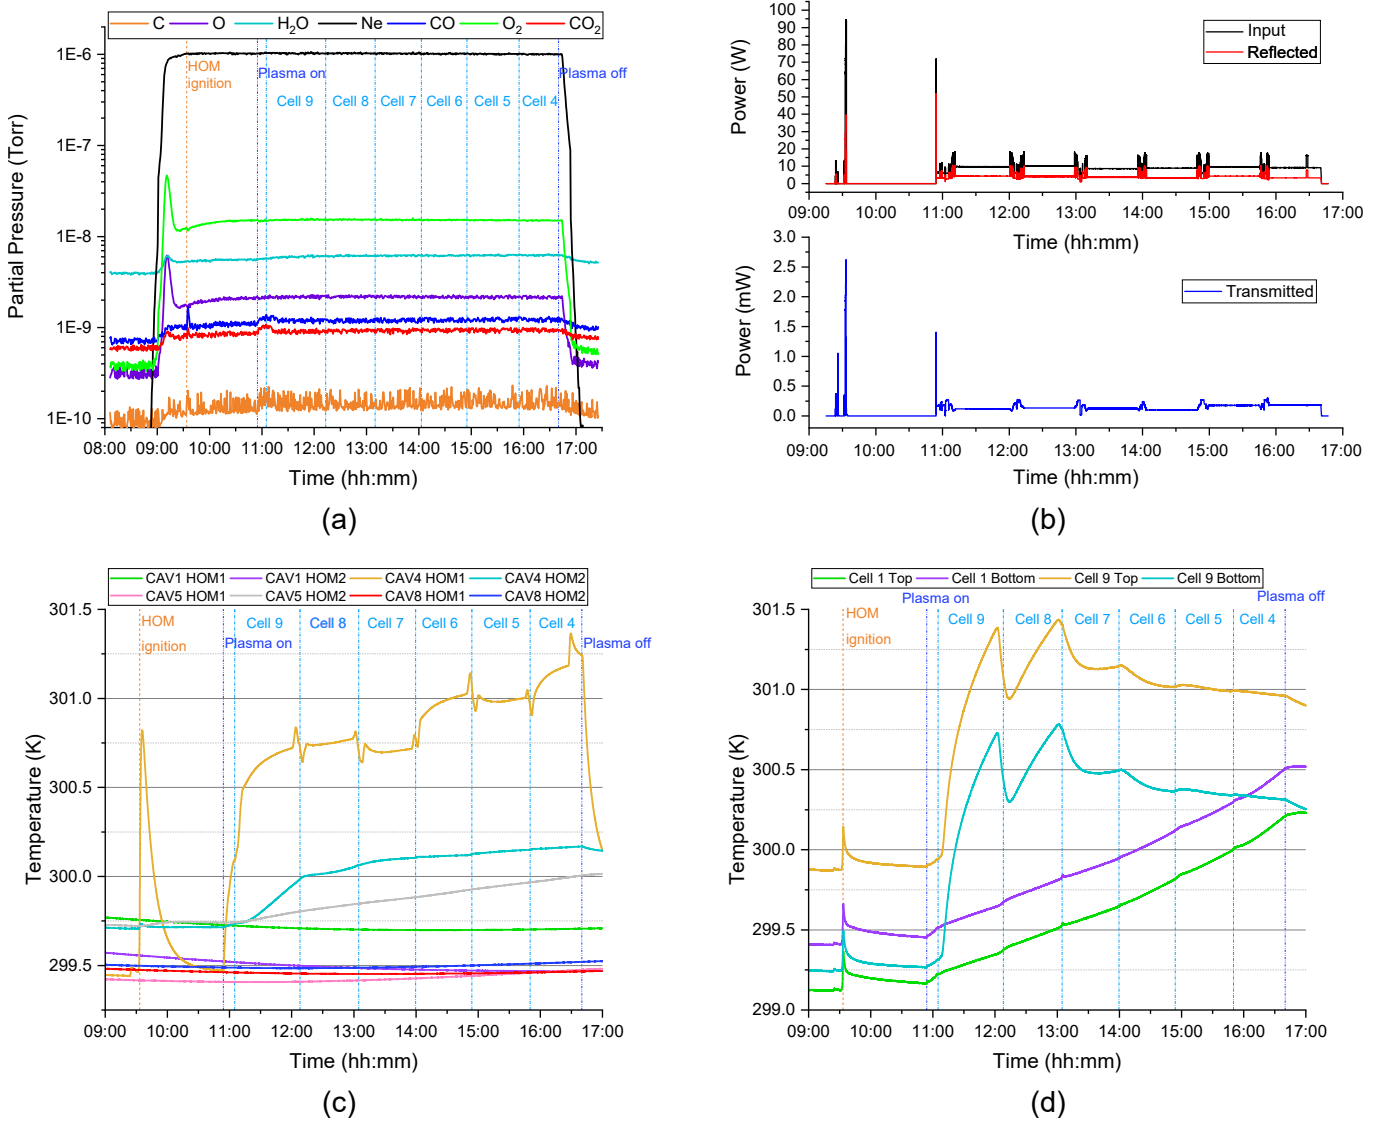 C O H2O Ne CO O2 CO2
1E-6
1E-7
1E-8
1E-9
1E-10
Partial Pressure (Torr)
HOM
ignition
Plasma on
Plasma off
Cell 9 Cell 8 Cell 7 Cell 6 Cell 5 Cell 4
08:00 09:00 10:00 11:00 12:00 13:00 14:00 15:00 16:00 17:00
Time (hh:mm)
(a)
Input
Reflected
100
90
80
70
60
50
40
30
20
10
0
Power (W)
09:00 10:00 11:00 12:00 13:00 14:00 15:00 16:00 17:00
Time (hh:mm)
Transmitted
3.0
2.5
2.0
1.5
1.0
0.5
0.0
Power (mW)
09:00 10:00 11:00 12:00 13:00 14:00 15:00 16:00 17:00
Time (hh:mm)
(b)
CAV1 HOM1 CAV1 HOM2 CAV4 HOM1 CAV4 HOM2
CAV5 HOM1 CAV5 HOM2 CAV8 HOM1 CAV8 HOM2
301.5
301.0
300.5
300.0
299.5
Temperature (K)
HOM
ignition
Cell 9 Cell 8 Cell 7 Cell 6 Cell 5 Cell 4
Plasma on
Plasma off
09:00 10:00 11:00 12:00 13:00 14:00 15:00 16:00 17:00
Time (hh:mm)
(c)
Cell 1 Top Cell 1 Bottom Cell 9 Top Cell 9 Bottom
Plasma on
Plasma off
HOM
ignition
Cell 9 Cell 8 Cell 7 Cell 6 Cell 5 Cell 4
301.5
301.0
300.5
300.0
299.5
299.0
Temperature (K)
09:00 10:00 11:00 12:00 13:00 14:00 15:00 16:00 17:00
Time (hh:mm)
(d)